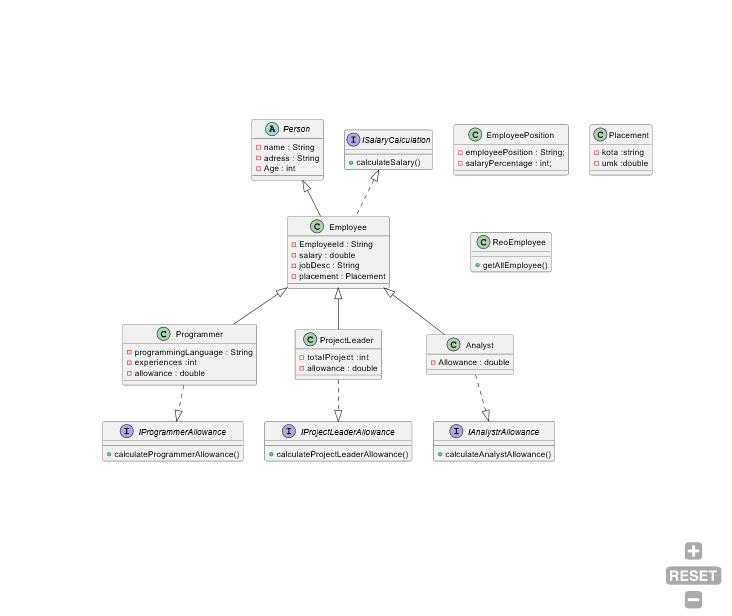 A Person
name : String
adress : String
Age : int
I ISalaryCalculation
calculateSalary()
C EmployeePosition
employeePosition : String;
salaryPercentage : int;
C Placement
kota :string
umk :double
C Employee
EmployeeId : String
salary : double
jobDesc : String
placement : Placement
C ReoEmployee
getAllEmployee()
C Programmer
programmingLanguage : String
experiences :int
allowance : double
C ProjectLeader
totalProject :int
allowance : double
C Analyst
Allowance : double
I IProgrammerAllowance
calculateProgrammerAllowance()
I IProjectLeaderAllowance
calculateProjectLeaderAllowance()
I IAnalystrAllowance
calculateAnalystAllowance()
+
RESET
−